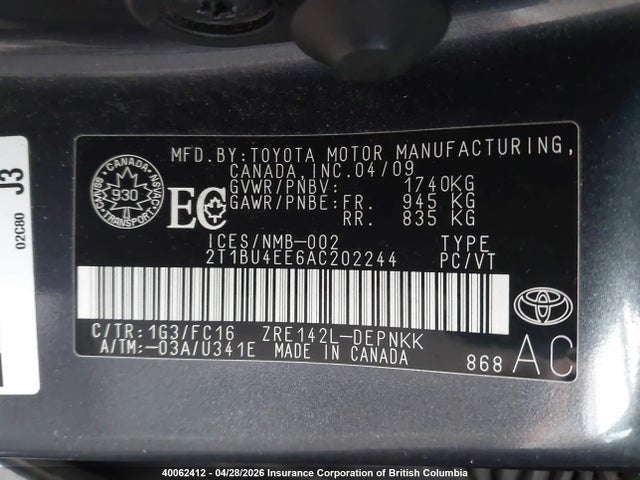 MFD.BY:TOYOTA MOTOR MANUFACTURING,
CANADA,INC.04/09
GVWR/PNBV: 1740KG
GAWR/PNBE:FR. 945 KG
RR. 835 KG
CANADA
TRANSPORT
930
EC
ICES/NMB-002 TYPE
2T1BU4EE6AC202244 PC/VT
C/TR:1G3/FC16 ZRE142L-DEPNKK
A/TM:-03A/U341E MADE IN CANADA
868 AC
J3
02C80
40062412 - 04/28/2026 Insurance Corporation of British Columbia